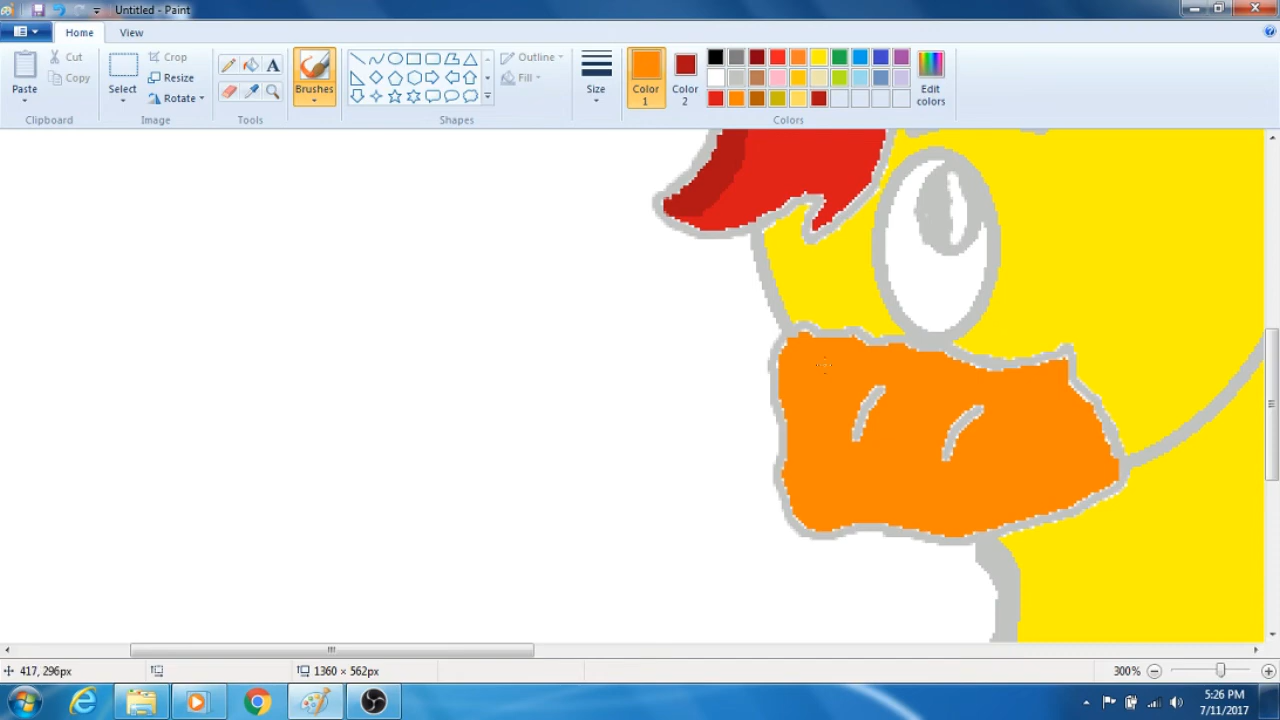 Untitled - Paint
Home View
Cut
Copy
Paste
Clipboard
Crop
Resize
Rotate
Select
Image
A
Tools
Brushes
Outline
Fill
Shapes
Size
Color 1
Color 2
Edit colors
Colors
417, 296px
1360 × 562px
300%
5:26 PM
7/11/2017